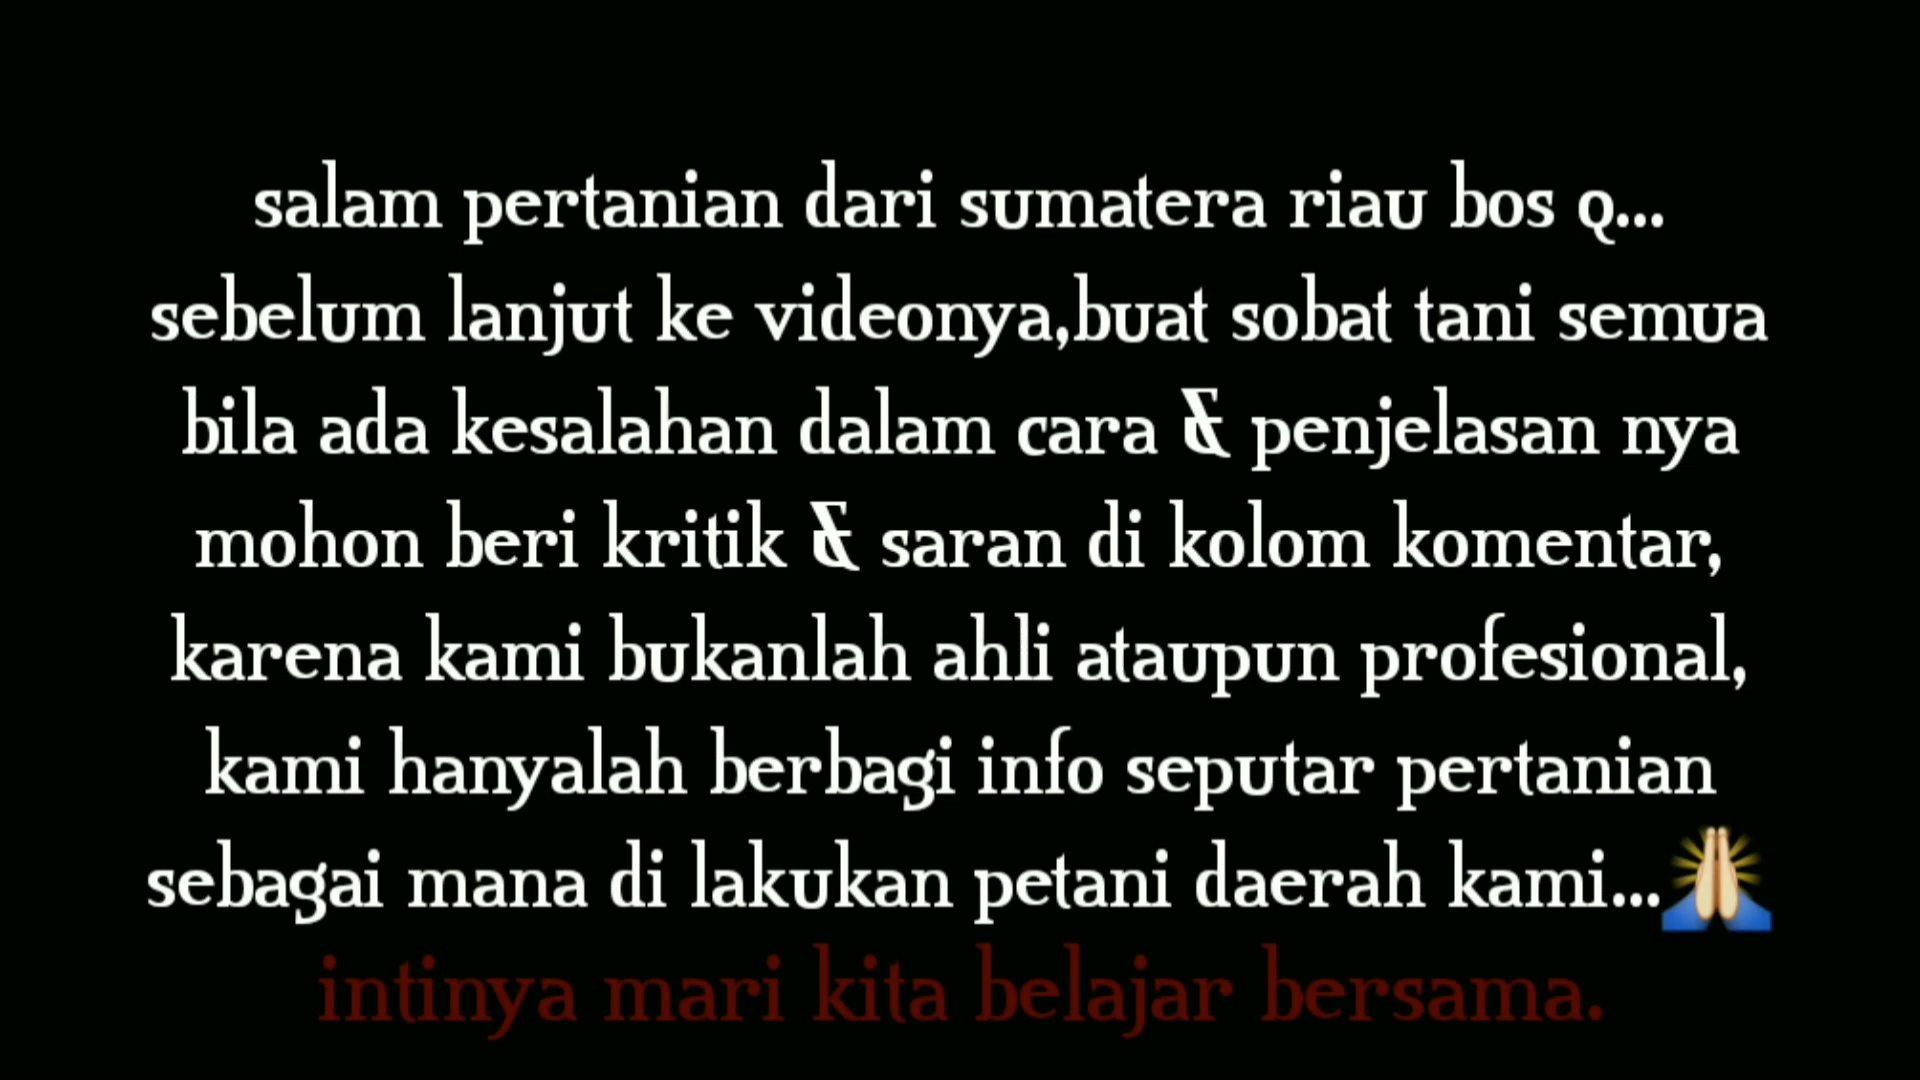 salam pertanian dari sumatera riau bos q...
sebelum lanjut ke videonya,buat sobat tani semua
bila ada kesalahan dalam cara & penjelasan nya
mohon beri kritik & saran di kolom komentar,
karena kami bukanlah ahli ataupun profesional,
kami hanyalah berbagi info seputar pertanian
sebagai mana di lakukan petani daerah kami...🙏
intinya mari kita belajar bersama.